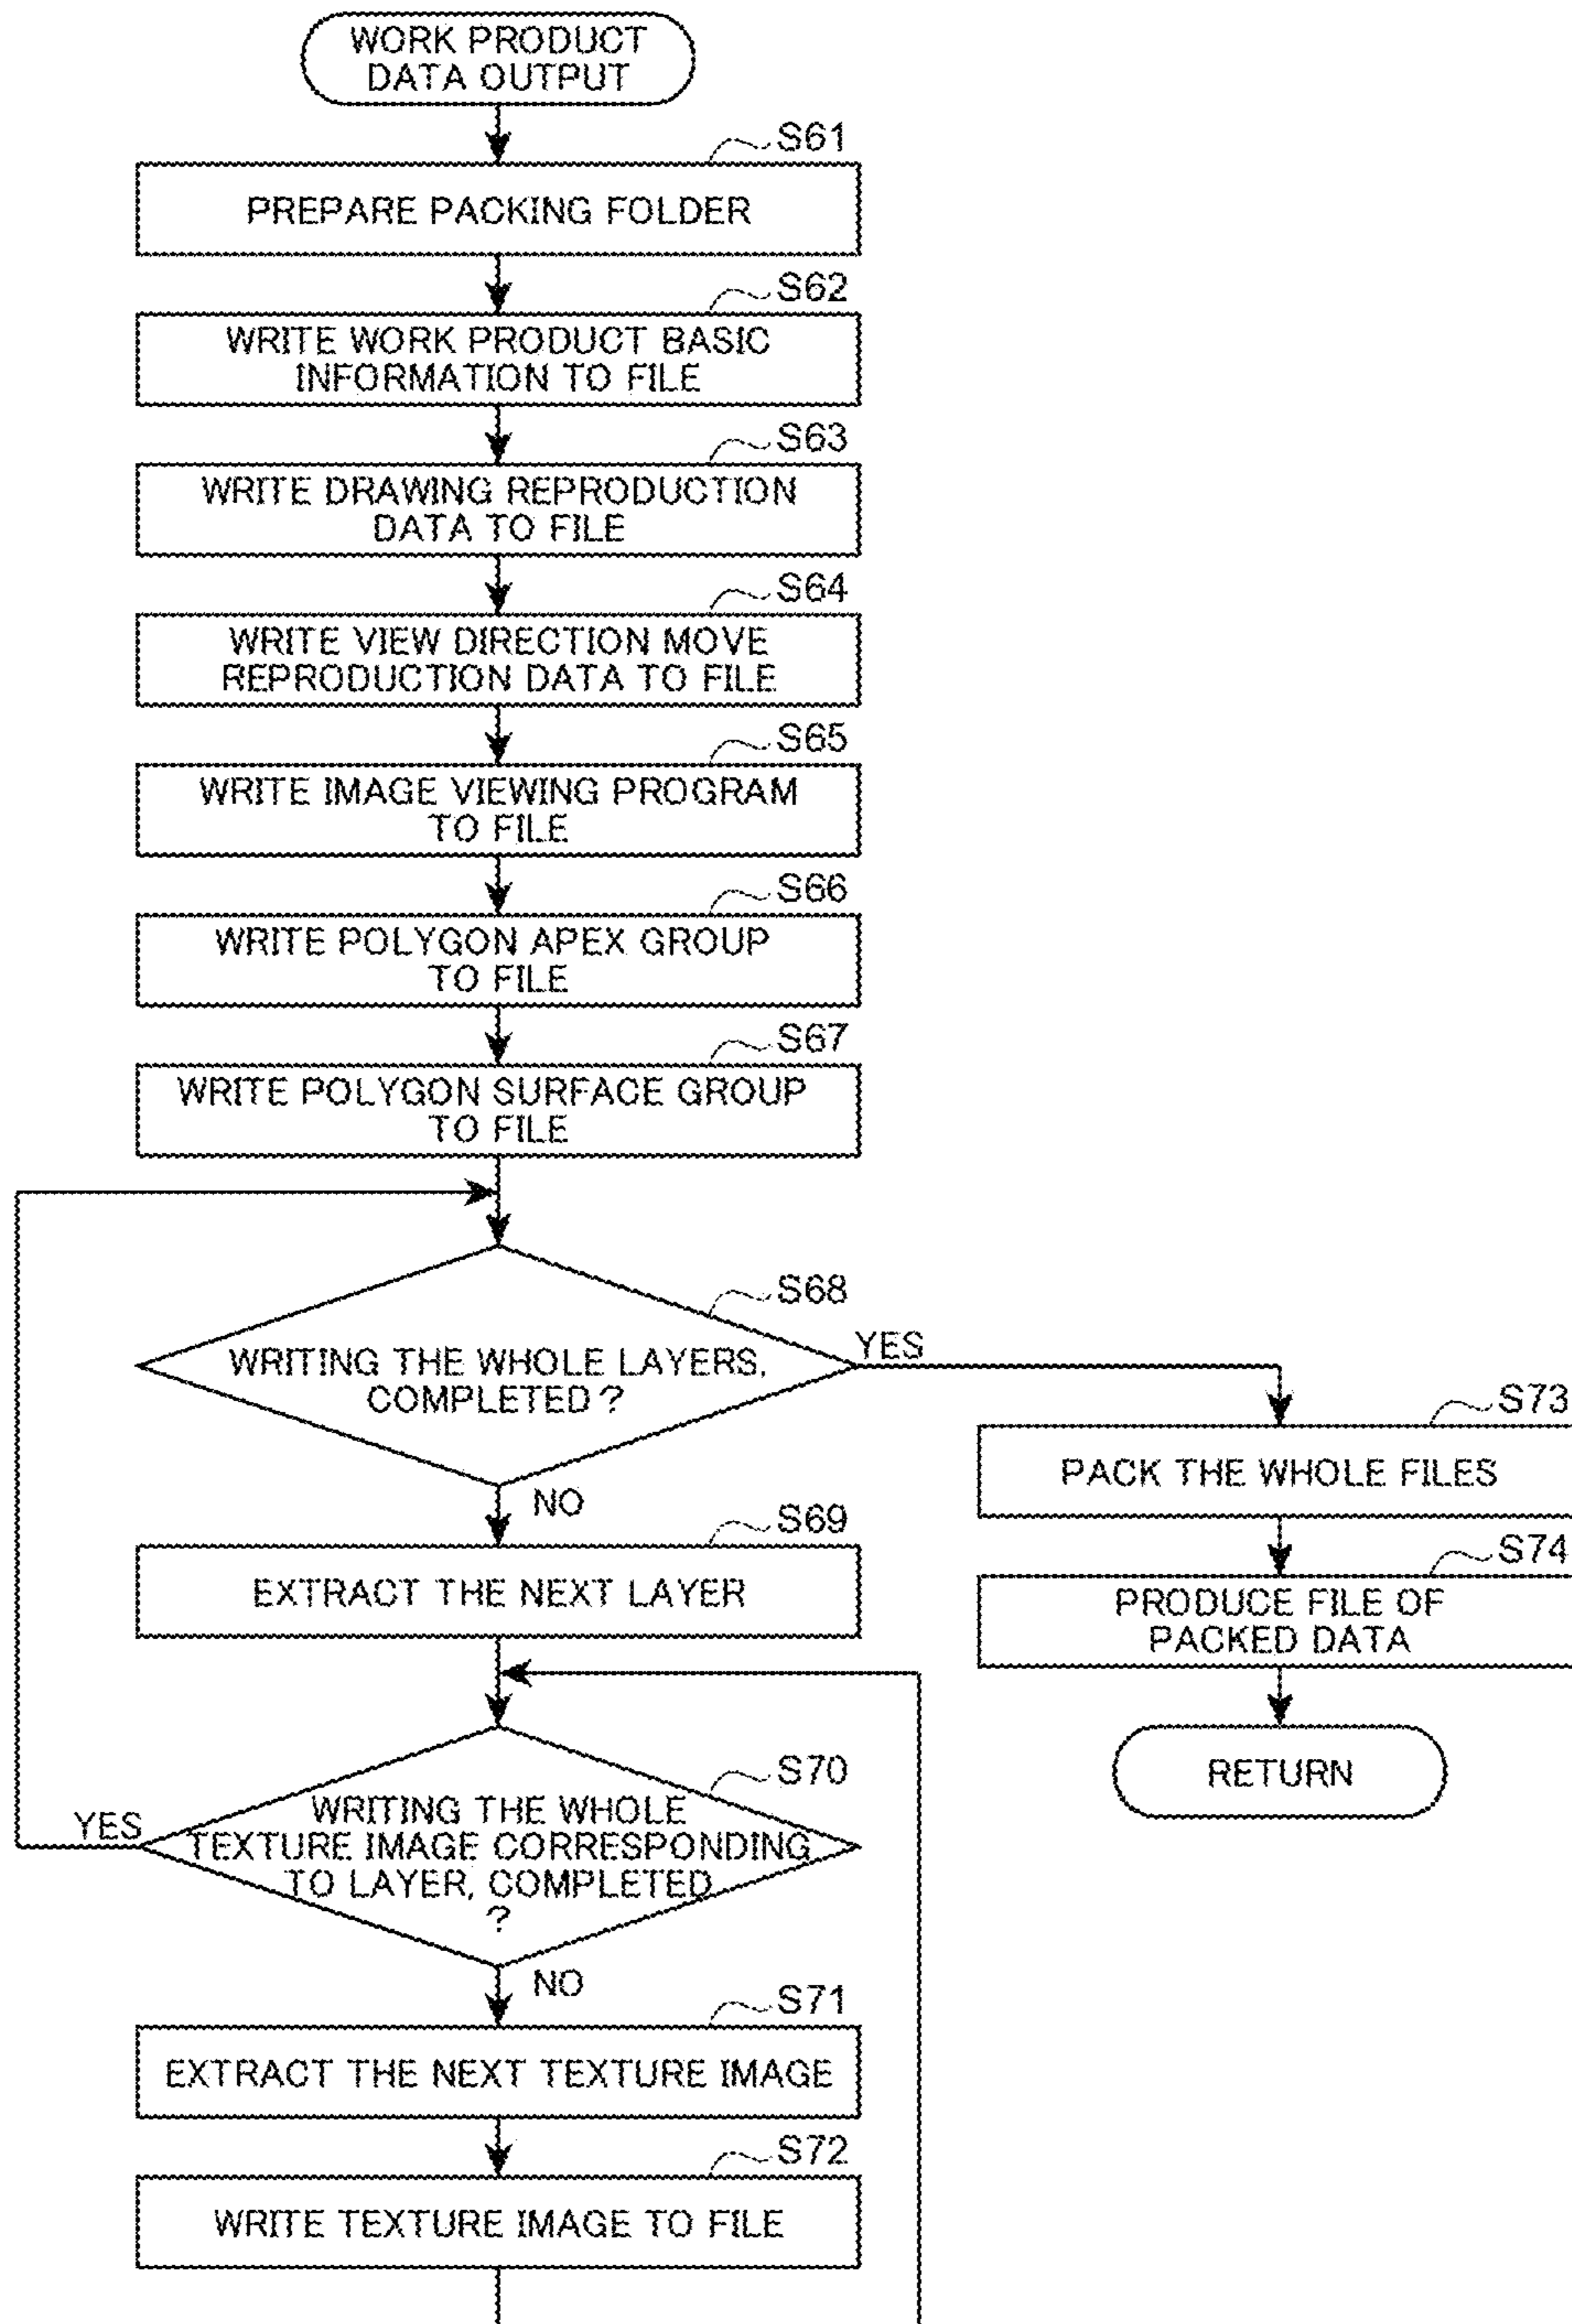 WORK PRODUCT
DATA OUTPUT
S61
PREPARE PACKING FOLDER
S62
WRITE WORK PRODUCT BASIC
INFORMATION TO FILE
S63
WRITE DRAWING REPRODUCTION
DATA TO FILE
S64
WRITE VIEW DIRECTION MOVE
REPRODUCTION DATA TO FILE
S65
WRITE IMAGE VIEWING PROGRAM
TO FILE
S66
WRITE POLYGON APEX GROUP
TO FILE
S67
WRITE POLYGON SURFACE GROUP
TO FILE
S68
WRITING THE WHOLE LAYERS,
COMPLETED ?
YES
NO
S69
EXTRACT THE NEXT LAYER
S70
WRITING THE WHOLE
TEXTURE IMAGE CORRESPONDING
TO LAYER, COMPLETED
?
YES
NO
S71
EXTRACT THE NEXT TEXTURE IMAGE
S72
WRITE TEXTURE IMAGE TO FILE
S73
PACK THE WHOLE FILES
S74
PRODUCE FILE OF
PACKED DATA
RETURN